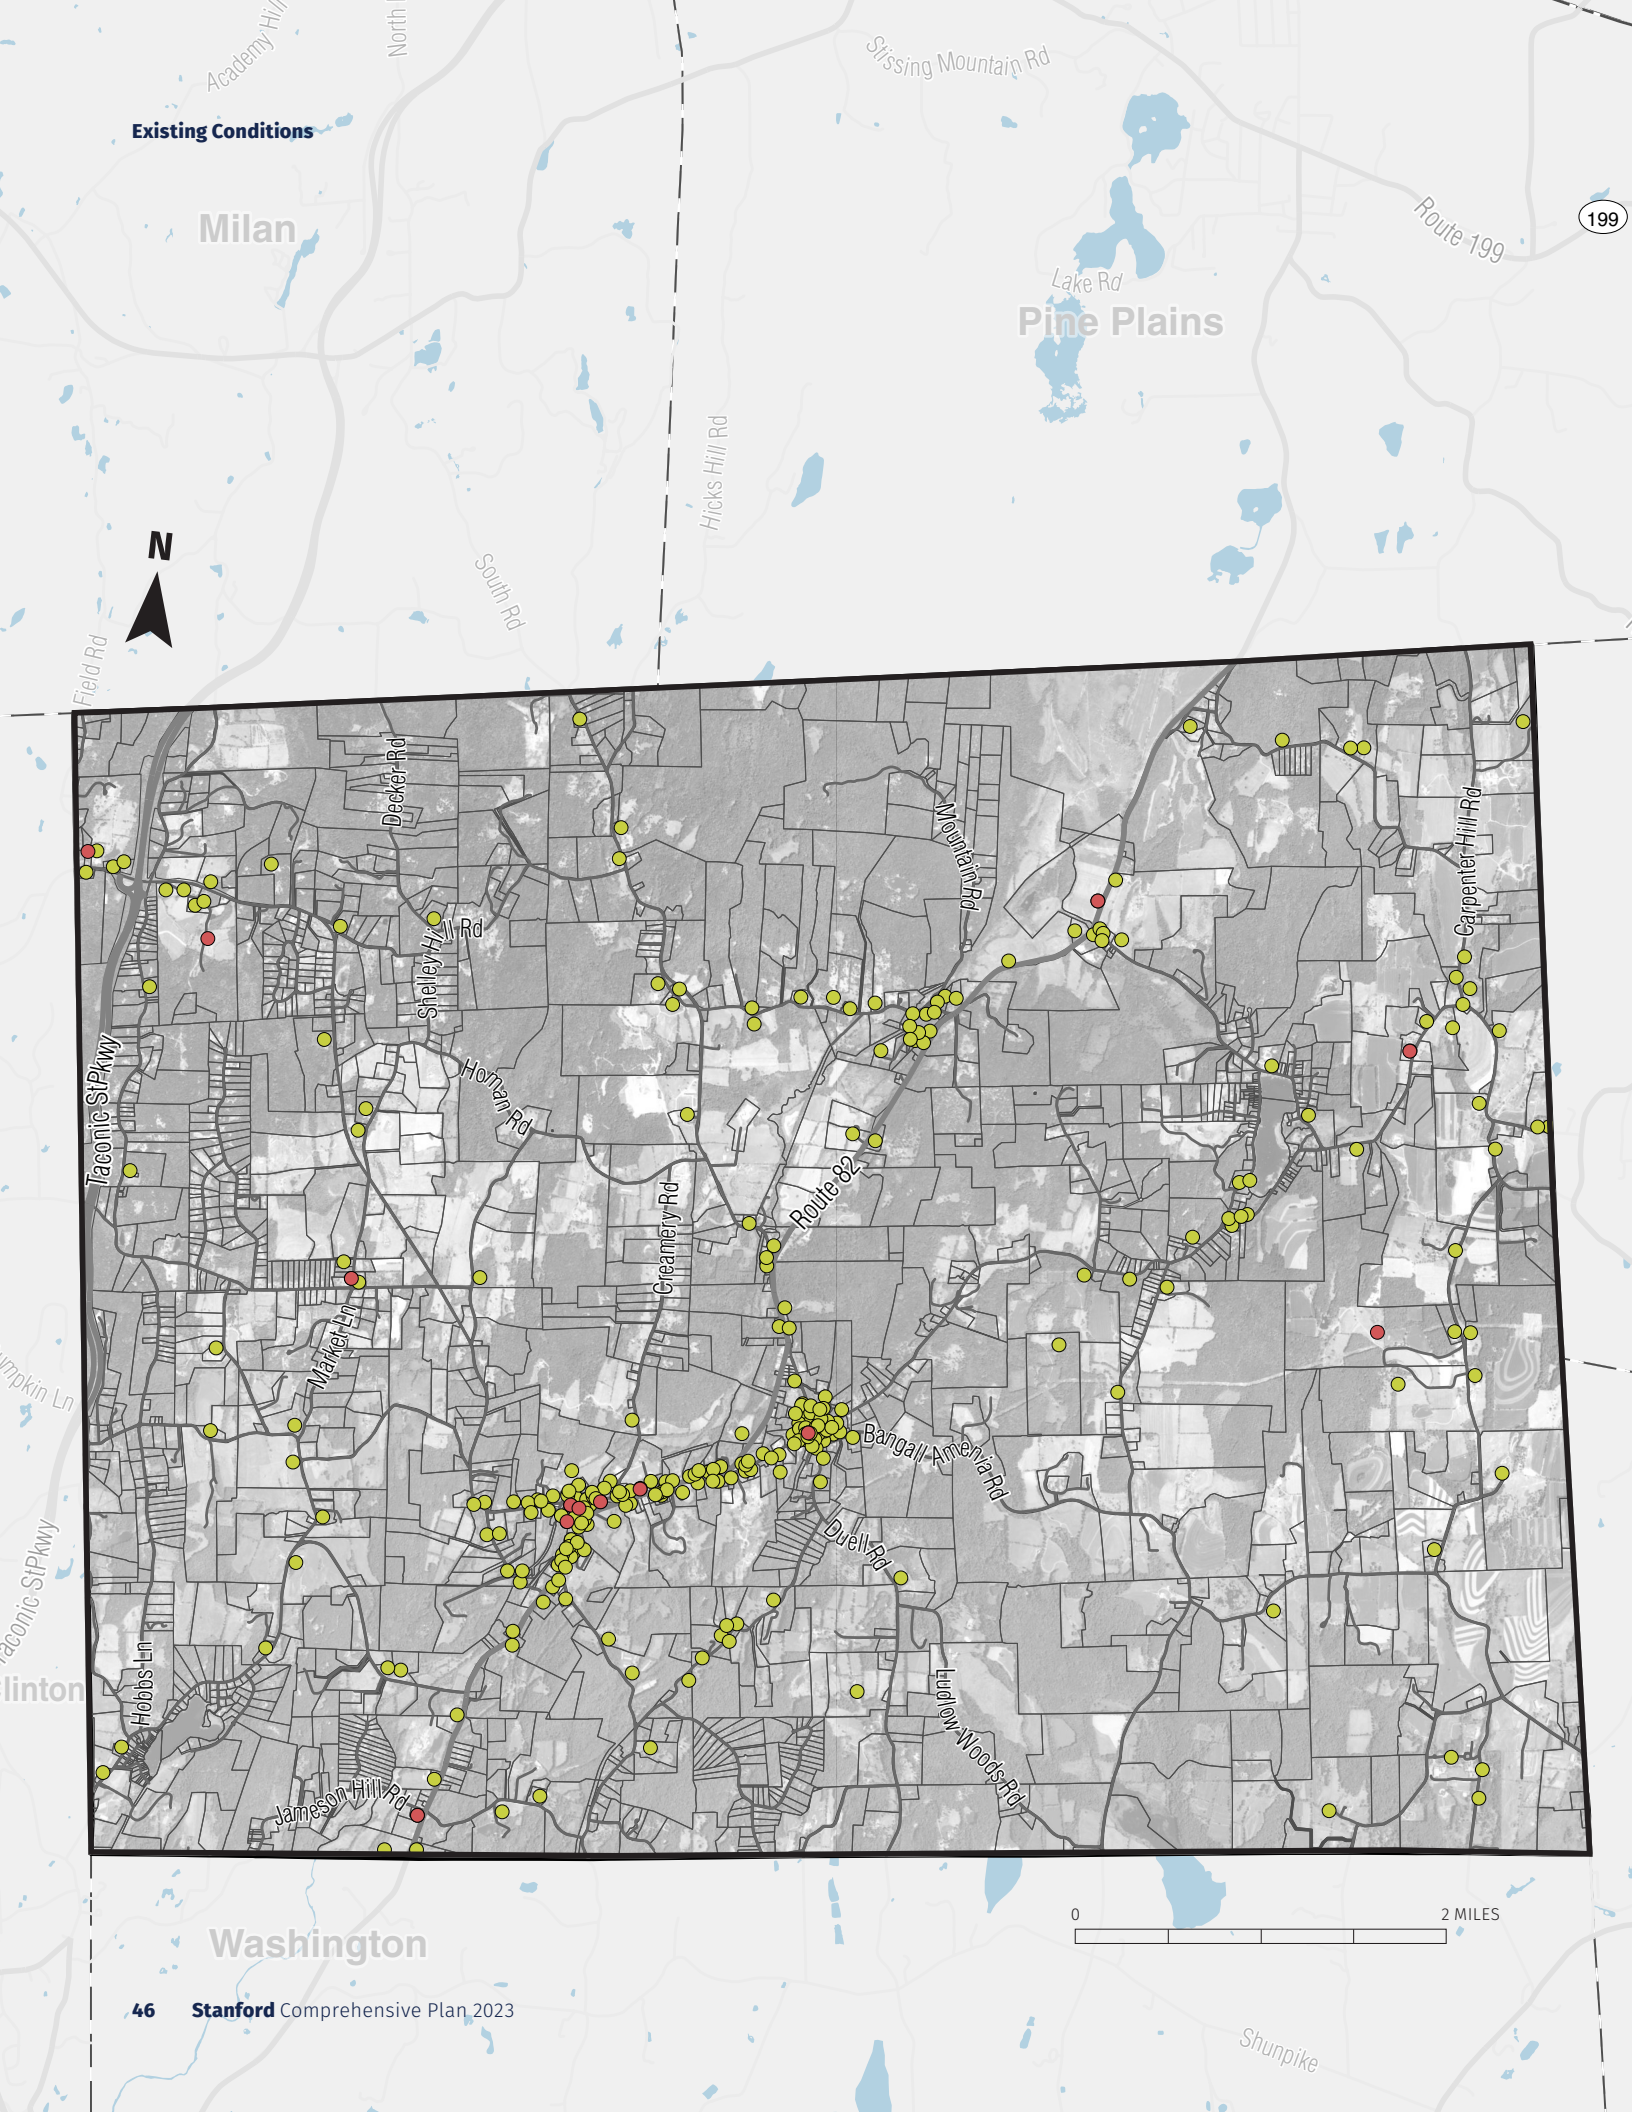 Academy Hill
North
Stissing Mountain Rd
Existing Conditions
Milan
Route 199
199
Lake Rd
Pine Plains
Hicks Hill Rd
N
South Rd
Field Rd
Decker Rd
Mountain Rd
Carpenter Hill Rd
Shelley Hill Rd
Taconic St Pkwy
Homan Rd
Route 82
Creamery Rd
Market Ln
Bangall Amenia Rd
Duell Rd
Taconic St Pkwy
Hobbs Ln
linton
Ludlow Woods Rd
Jameson Hill Rd
0
2 MILES
Washington
46 Stanford Comprehensive Plan 2023
Shunpike